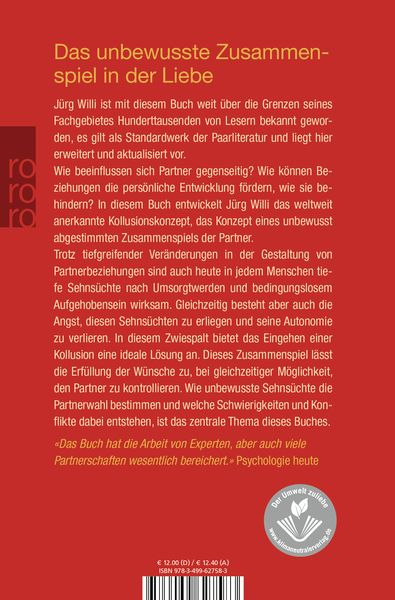 Das unbewusste Zusammen-
spiel in der Liebe
Jürg Willi ist mit diesem Buch weit über die Grenzen seines
Fachgebietes Hunderttausenden von Lesern bekannt gewor-
den, es gilt als Standardwerk der Paarliteratur und liegt hier
erweitert und aktualisiert vor.
Wie beeinflussen sich Partner gegenseitig? Wie können Be-
ziehungen die persönliche Entwicklung fördern, wie sie be-
hindern? In diesem Buch entwickelt Jürg Willi das weltweit
anerkannte Kollusionskonzept, das Konzept eines unbewusst
abgestimmten Zusammenspiels der Partner.
Trotz tiefgreifender Veränderungen in der Gestaltung von
Partnerbeziehungen sind auch heute in jedem Menschen tie-
fe Sehnsüchte nach Umsorgtwerden und bedingungslosem
Aufgehobensein wirksam. Gleichzeitig besteht aber auch die
Angst, diesen Sehnsüchten zu erliegen und seine Autonomie
zu verlieren. In diesem Zwiespalt bietet das Eingehen einer
Kollusion eine ideale Lösung an. Dieses Zusammenspiel lässt
die Erfüllung der Wünsche zu, bei gleichzeitiger Möglichkeit,
den Partner zu kontrollieren. Wie unbewusste Sehnsüchte die
Partnerwahl bestimmen und welche Schwierigkeiten und Kon-
flikte dabei entstehen, ist das zentrale Thema dieses Buches.
«Das Buch hat die Arbeit von Experten, aber auch viele
Partnerschaften wesentlich bereichert.» Psychologie heute
ro
ro
ro
Der Umwelt zuliebe
www.klimaneutralerverlag.de
€ 12.00 (D) / € 12.40 (A)
ISBN 978-3-499-62758-3